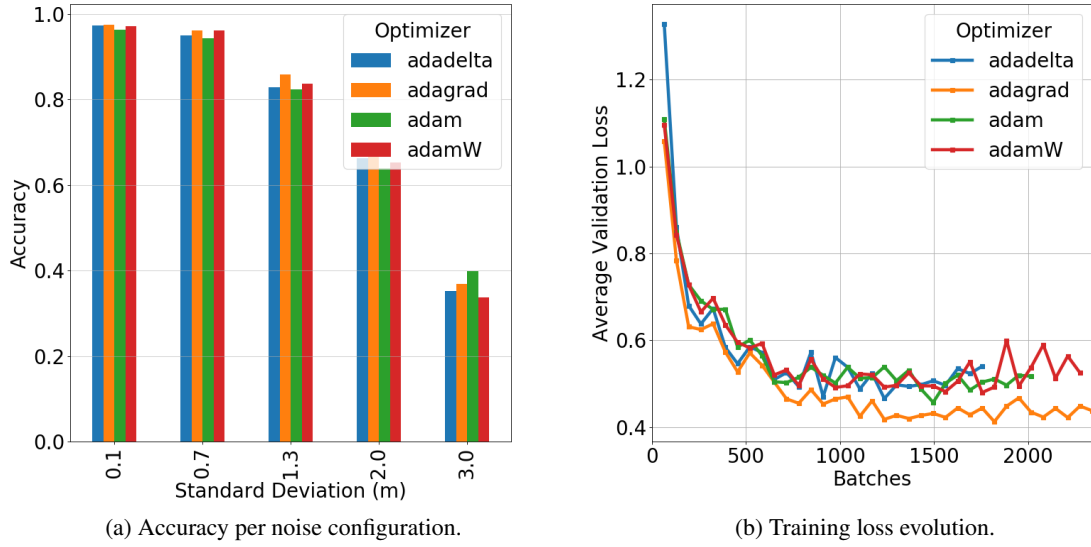 1.0
0.8
0.6
0.4
0.2
0.0
Accuracy
Optimizer
adadelta
adagrad
adam
adamW
0.1
0.7
1.3
2.0
3.0
Standard Deviation (m)
(a) Accuracy per noise configuration.
1.2
1.0
0.8
0.6
0.4
Average Validation Loss
Optimizer
adadelta
adagrad
adam
adamW
0
500
1000
1500
2000
Batches
(b) Training loss evolution.